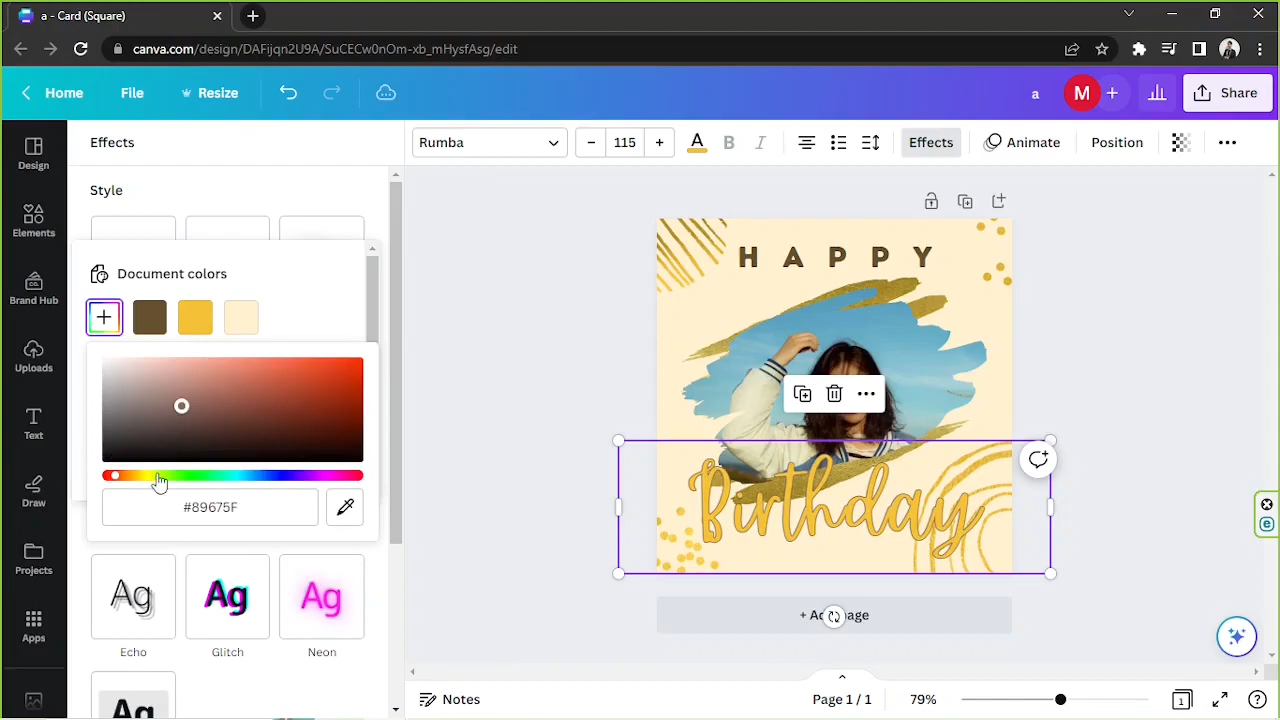 a - Card (Square)
canva.com/design/DAFijqn2U9A/SuCECw0nOm-xb_mHysfAsg/edit
Home
File
Resize
a
M
Share
Design
Elements
Brand Hub
Uploads
Text
Draw
Projects
Apps
Effects
Style
Document colors
#89675F
Ag
Ag
Ag
Echo
Glitch
Neon
Ag
Rumba
115
A
B
I
Effects
Animate
Position
HAPPY
Birthday
Notes
Page 1 / 1
79%
1